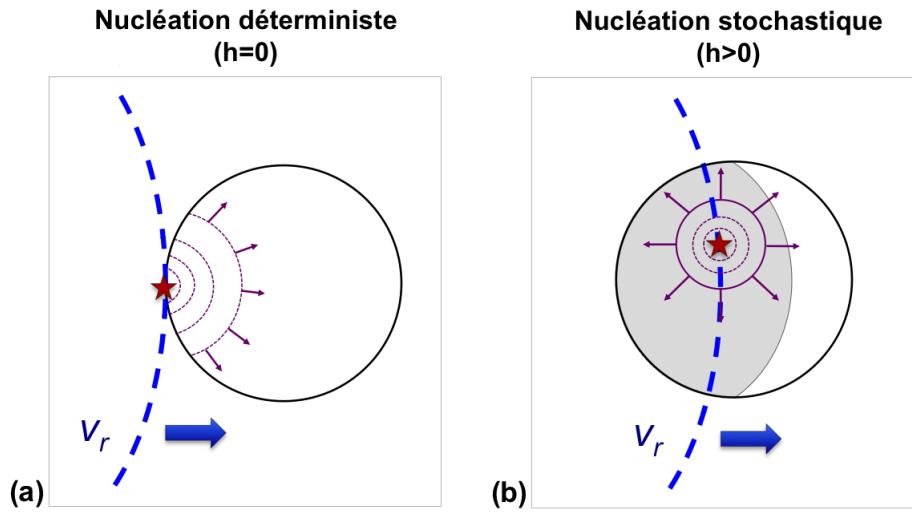 Nucléation déterministe
(h=0)
Nucléation stochastique
(h>0)
v_r
(a)
v_r
(b)